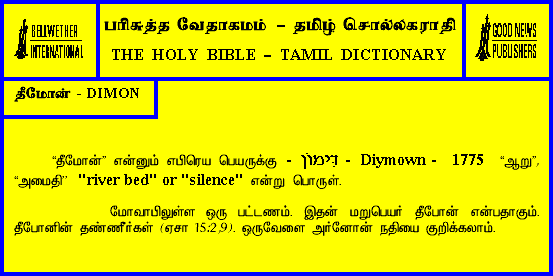 BELLWETHER
INTERNATIONAL
பரிசுத்த வேதாகமம் – தமிழ் சொல்லகராதி
THE HOLY BIBLE – TAMIL DICTIONARY
GOOD NEWS
PUBLISHERS
தீமோன் - DIMON
“தீமோன்” என்னும் எபிரெய பெயருக்கு - דִּימוֹן - Diymown - 1775 “ஆறு”,
“அமைதி” "river bed" or "silence" என்று பொருள்.
மோவாபிலுள்ள ஒரு பட்டணம். இதன் மறுபெயர் தீபோன் என்பதாகும்.
தீபோனின் தண்ணீர்கள் (ஏசா 15:2,9). ஒருவேளை அர்னோன் நதியை குறிக்கலாம்.